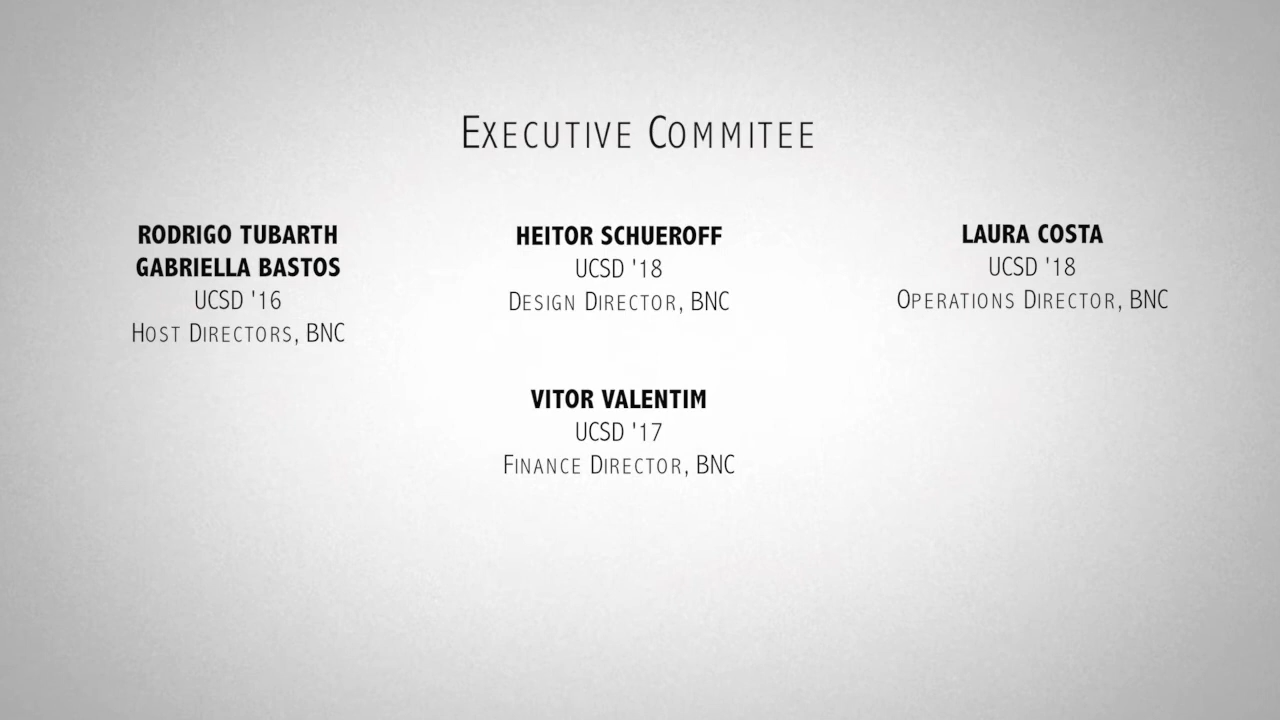 Executive Commitee
RODRIGO TUBARTH
GABRIELLA BASTOS
UCSD '16
Host Directors, BNC
HEITOR SCHUEROFF
UCSD '18
Design Director, BNC
LAURA COSTA
UCSD '18
Operations Director, BNC
VITOR VALENTIM
UCSD '17
Finance Director, BNC